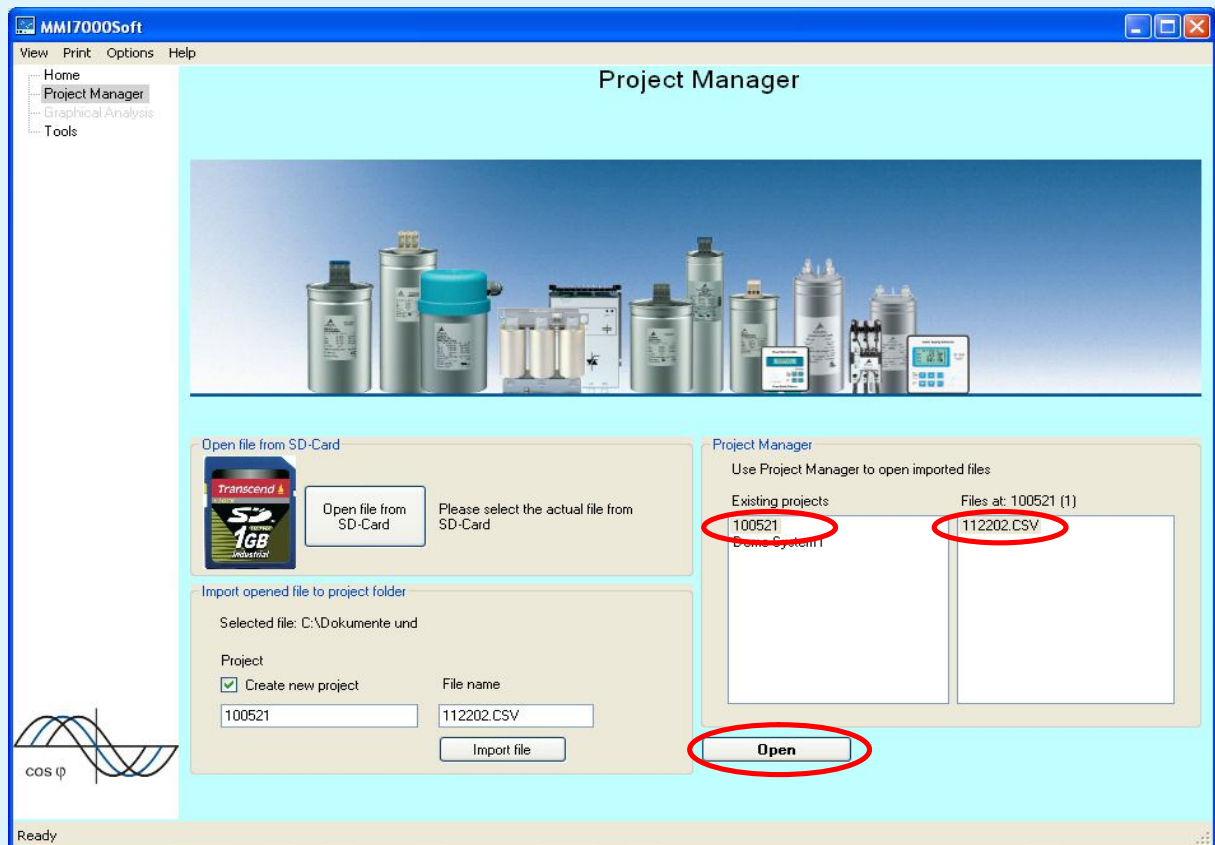 MMI7000Soft
View Print Options Help
Home
Project Manager
Graphical Analysis
Tools
Project Manager
Open file from SD-Card
Transcend
SD
1GB
Industrial
Open file from
SD-Card
Please select the actual file from
SD-Card
Import opened file to project folder
Selected file: C:\Dokumente und
Project
Create new project
File name
100521
112202.CSV
Import file
Project Manager
Use Project Manager to open imported files
Existing projects
Files at: 100521 (1)
100521
Demo System I
112202.CSV
Open
cos φ
Ready